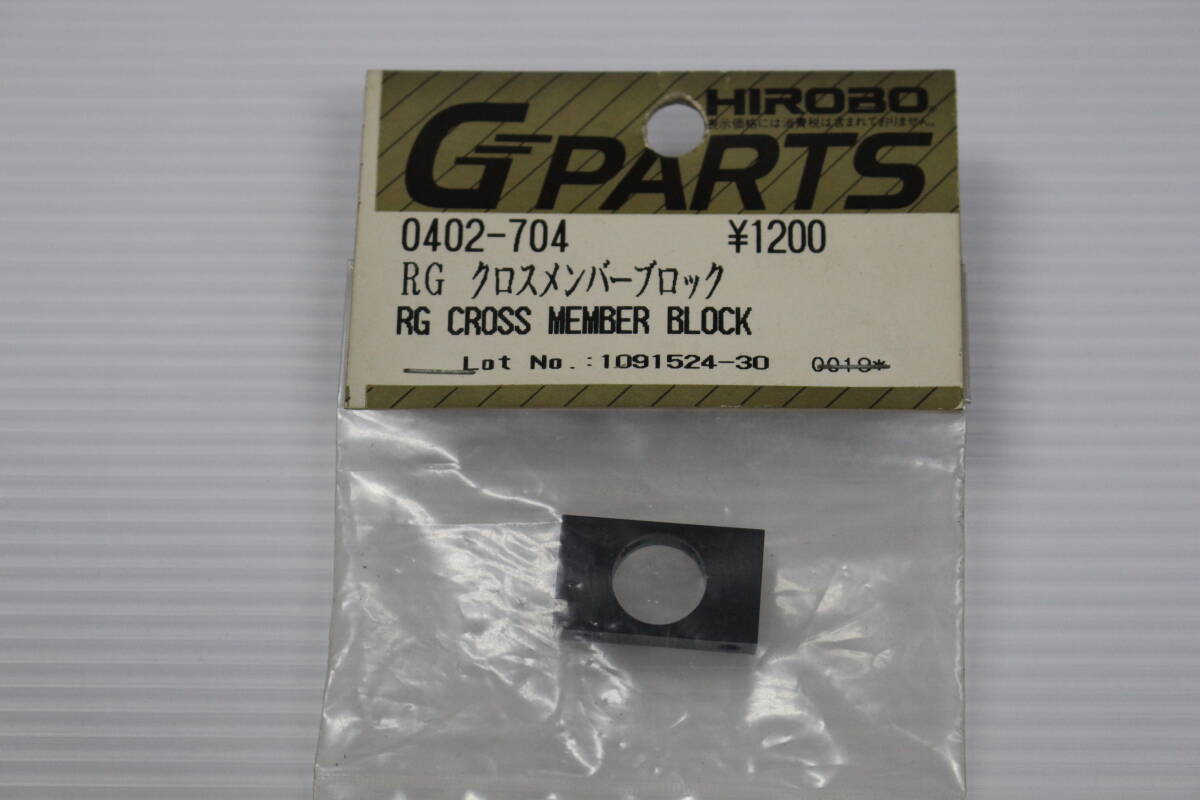 HIROBO
表示価格には消費税は含まれておりません。
G PARTS
0402-704 ¥1200
RG クロスメンバーブロック
RG CROSS MEMBER BLOCK
Lot No.:1091524-30 0019*